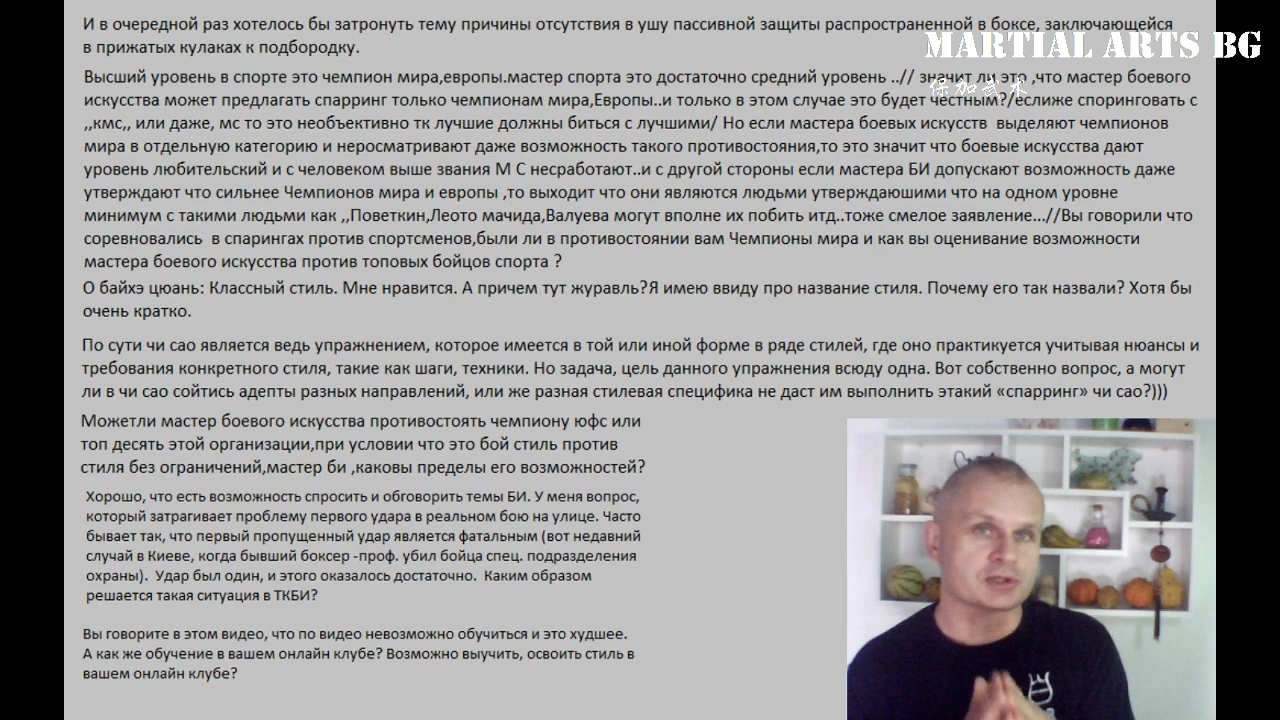 И в очередной раз хотелось бы затронуть тему причины отсутствия в ушу пассивной защиты распространенной в боксе, заключающейся
в прижатых кулаках к подбородку.
MARTIAL ARTS BG
保加武术
Высший уровень в спорте это чемпион мира,европы.мастер спорта это достаточно средний уровень ..// значит ли это ,что мастер боевого
искусства может предлагать спарринг только чемпионам мира,Европы..и только в этом случае это будет честным?/еслиже споринговать с
,,кмс,, или даже, мс то это необъективно тк лучшие должны биться с лучшими/ Но если мастера боевых искусств выделяют чемпионов
мира в отдельную категорию и неросматривают даже возможность такого противостояния,то это значит что боевые искусства дают
уровень любительский и с человеком выше звания М С несработают..и с другой стороны если мастера БИ допускают возможность даже
утверждают что сильнее Чемпионов мира и европы ,то выходит что они являются людьми утверждаюшими что на одном уровне
минимум с такими людьми как ,,Поветкин,Леото мачида,Валуева могут вполне их побить итд..тоже смелое заявление...//Вы говорили что
соревновались в спарингах против спортсменов,были ли в противостоянии вам Чемпионы мира и как вы оценивание возможности
мастера боевого искусства против топовых бойцов спорта ?
О байхэ цюань: Классный стиль. Мне нравится. А причем тут журавль?Я имею ввиду про название стиля. Почему его так назвали? Хотя бы
очень кратко.
По сути чи сао является ведь упражнением, которое имеется в той или иной форме в ряде стилей, где оно практикуется учитывая нюансы и
требования конкретного стиля, такие как шаги, техники. Но задача, цель данного упражнения всюду одна. Вот собственно вопрос, а могут
ли в чи сао сойтись адепты разных направлений, или же разная стилевая специфика не даст им выполнить этакий «спарринг» чи сао?)))
Можетли мастер боевого искусства противостоять чемпиону юфс или
топ десять этой организации,при условии что это бой стиль против
стиля без ограничений,мастер би ,каковы пределы его возможностей?
Хорошо, что есть возможность спросить и обговорить темы БИ. У меня вопрос,
который затрагивает проблему первого удара в реальном бою на улице. Часто
бывает так, что первый пропущенный удар является фатальным (вот недавний
случай в Киеве, когда бывший боксер -проф. убил бойца спец. подразделения
охраны). Удар был один, и этого оказалось достаточно. Каким образом
решается такая ситуация в ТКБИ?
Вы говорите в этом видео, что по видео невозможно обучиться и это худшее.
А как же обучение в вашем онлайн клубе? Возможно выучить, освоить стиль в
вашем онлайн клубе?